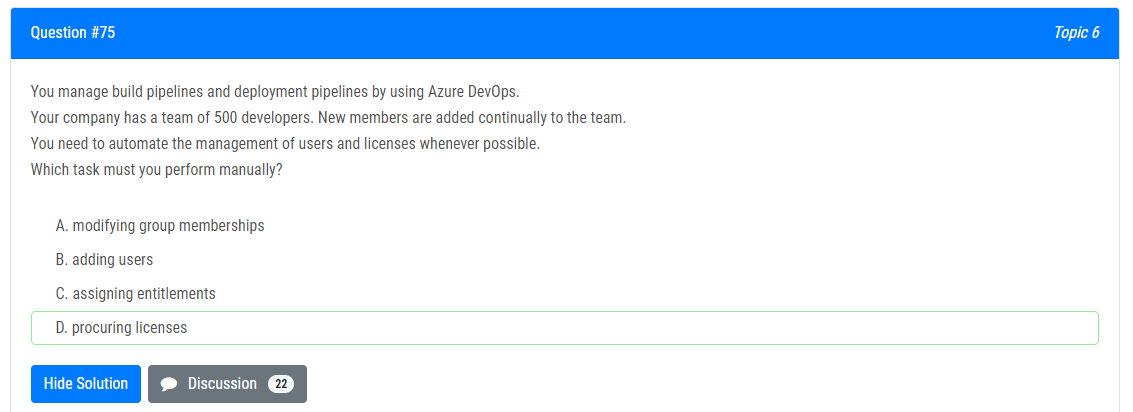 Question #75
Topic 6
You manage build pipelines and deployment pipelines by using Azure DevOps.
Your company has a team of 500 developers. New members are added continually to the team.
You need to automate the management of users and licenses whenever possible.
Which task must you perform manually?
A. modifying group memberships
B. adding users
C. assigning entitlements
D. procuring licenses
Hide Solution
Discussion 22